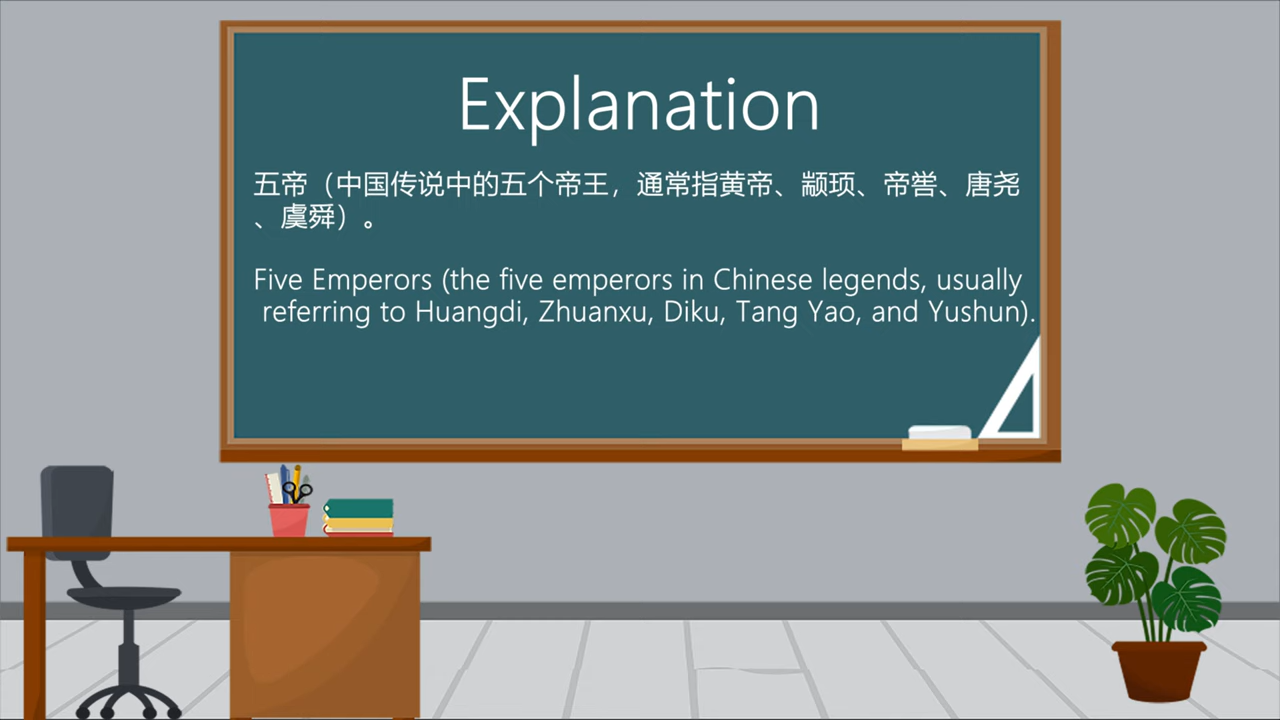 Explanation
五帝（中国传说中的五个帝王，通常指黄帝、颛顼、帝喾、唐尧
、虞舜）。
Five Emperors (the five emperors in Chinese legends, usually
referring to Huangdi, Zhuanxu, Diku, Tang Yao, and Yushun).